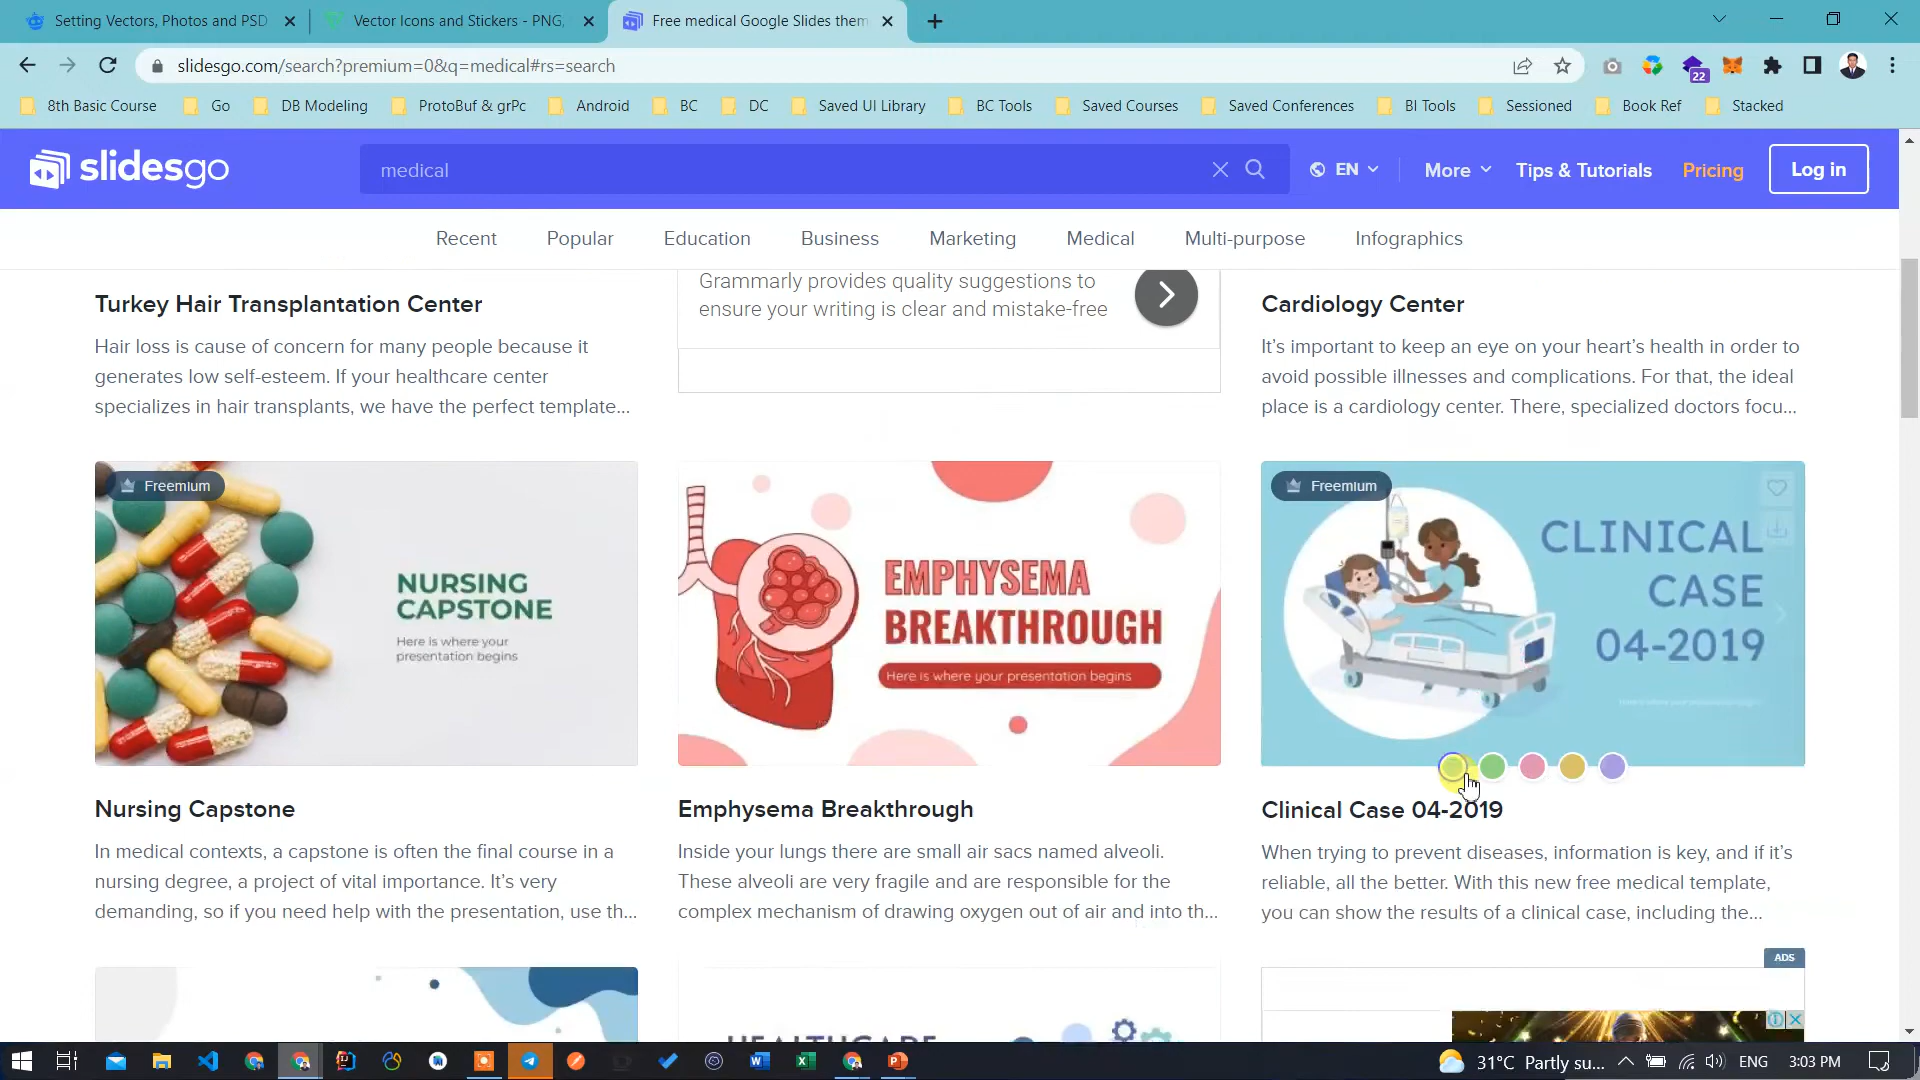 Setting Vectors, Photos and PSD
Vector Icons and Stickers - PNG,
Free medical Google Slides them
slidesgo.com/search?premium=0&q=medical#rs=search
22
8th Basic Course
Go
DB Modeling
ProtoBuf & grPc
Android
BC
DC
Saved UI Library
BC Tools
Saved Courses
Saved Conferences
BI Tools
Sessioned
Book Ref
Stacked
slidesgo
medical
EN
More
Tips & Tutorials
Pricing
Log in
Recent
Popular
Education
Business
Marketing
Medical
Multi-purpose
Infographics
Turkey Hair Transplantation Center
Hair loss is cause of concern for many people because it
generates low self-esteem. If your healthcare center
specializes in hair transplants, we have the perfect template...
Grammarly provides quality suggestions to
ensure your writing is clear and mistake-free
Cardiology Center
It's important to keep an eye on your heart's health in order to
avoid possible illnesses and complications. For that, the ideal
place is a cardiology center. There, specialized doctors focu...
Freemium
NURSING
CAPSTONE
Here is where your
presentation begins
EMPHYSEMA
BREAKTHROUGH
Here is where your presentation begins
Freemium
CLINICAL
CASE
04-2019
Nursing Capstone
In medical contexts, a capstone is often the final course in a
nursing degree, a project of vital importance. It's very
demanding, so if you need help with the presentation, use th...
Emphysema Breakthrough
Inside your lungs there are small air sacs named alveoli.
These alveoli are very fragile and are responsible for the
complex mechanism of drawing oxygen out of air and into th...
Clinical Case 04-2019
When trying to prevent diseases, information is key, and if it's
reliable, all the better. With this new free medical template,
you can show the results of a clinical case, including the...
ADS
HEALTHCARE
31°C Partly su...
ENG
3:03 PM